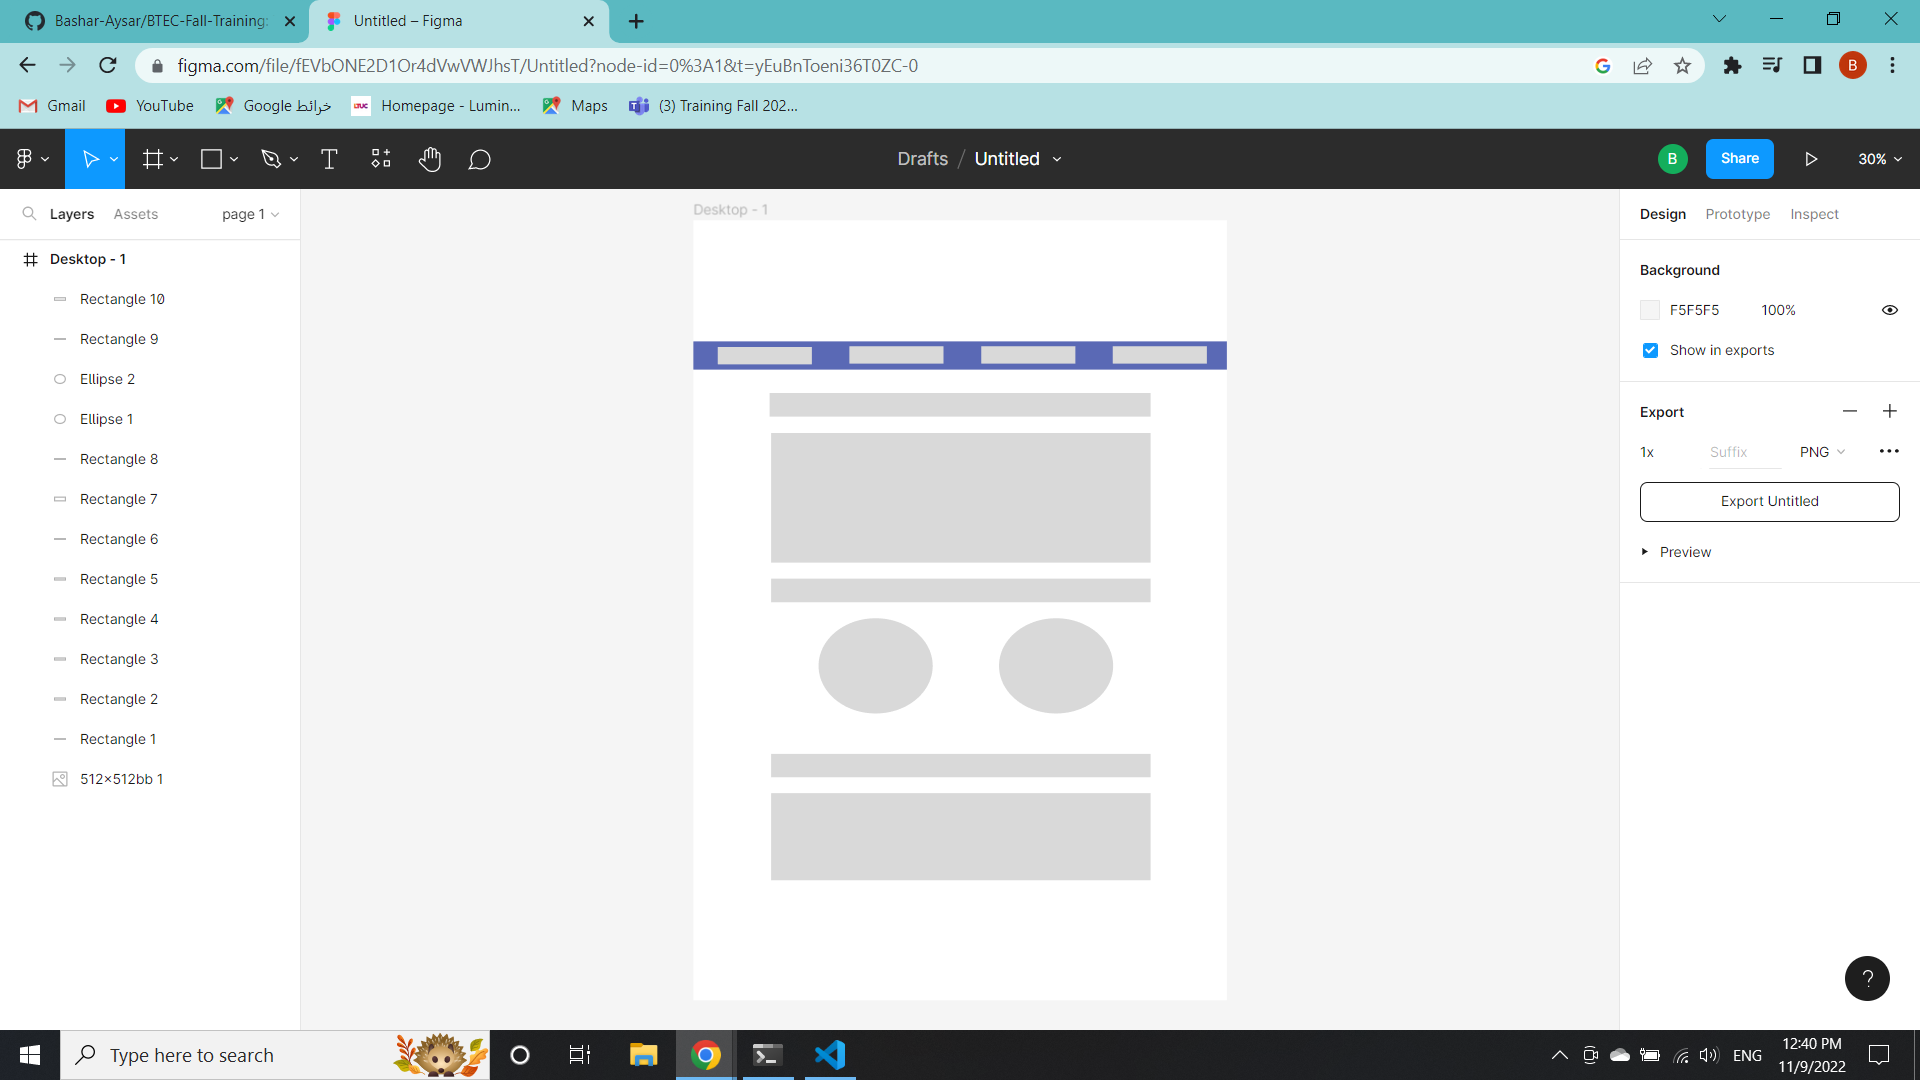 Bashar-Aysar/BTEC-Fall-Training:
Untitled – Figma
figma.com/file/fEVbONE2D1Or4dVwVWJhsT/Untitled?node-id=0%3A1&t=yEuBnToeni36T0ZC-0
B
Gmail
YouTube
Google خرائط
LTUC
Homepage - Lumin...
Maps
(3) Training Fall 202...
Drafts / Untitled
B
Share
30%
Layers
Assets
page 1
Desktop - 1
Rectangle 10
Rectangle 9
Ellipse 2
Ellipse 1
Rectangle 8
Rectangle 7
Rectangle 6
Rectangle 5
Rectangle 4
Rectangle 3
Rectangle 2
Rectangle 1
512x512bb 1
Desktop - 1
Design
Prototype
Inspect
Background
F5F5F5
100%
Show in exports
Export
1x
Suffix
PNG
Export Untitled
Preview
?
Type here to search
ENG
12:40 PM
11/9/2022